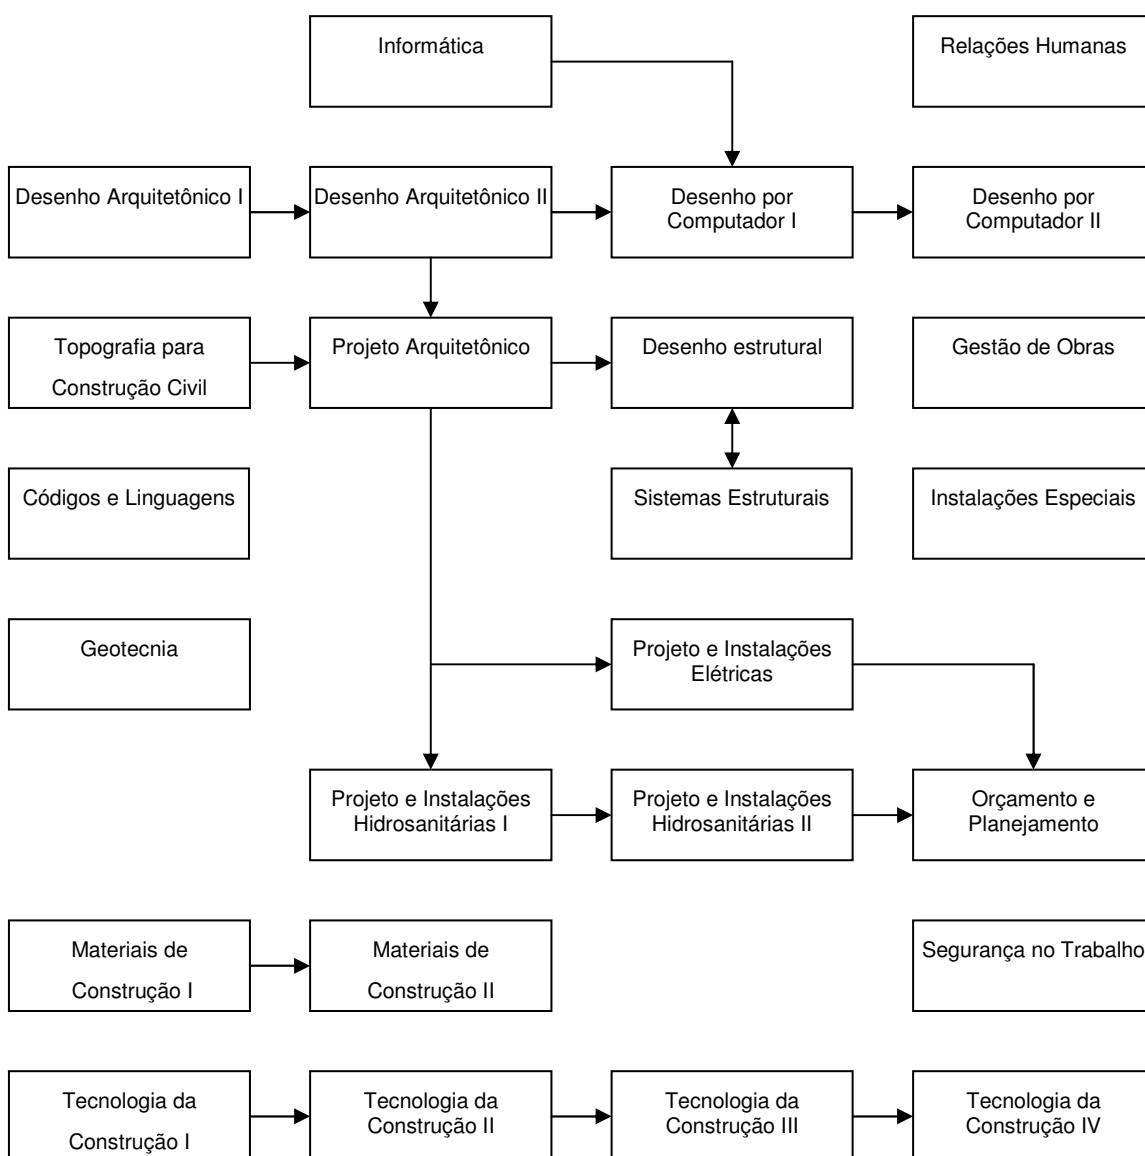 Informática
Relações Humanas
Desenho Arquitetônico I
Desenho Arquitetônico II
Desenho por
Computador I
Desenho por
Computador II
Topografia para
Construção Civil
Projeto Arquitetônico
Desenho estrutural
Gestão de Obras
Códigos e Linguagens
Sistemas Estruturais
Instalações Especiais
Geotecnia
Projeto e Instalações
Elétricas
Projeto e Instalações
Hidrosanitárias I
Projeto e Instalações
Hidrosanitárias II
Orçamento e
Planejamento
Materiais de
Construção I
Materiais de
Construção II
Segurança no Trabalho
Tecnologia da
Construção I
Tecnologia da
Construção II
Tecnologia da
Construção III
Tecnologia da
Construção IV